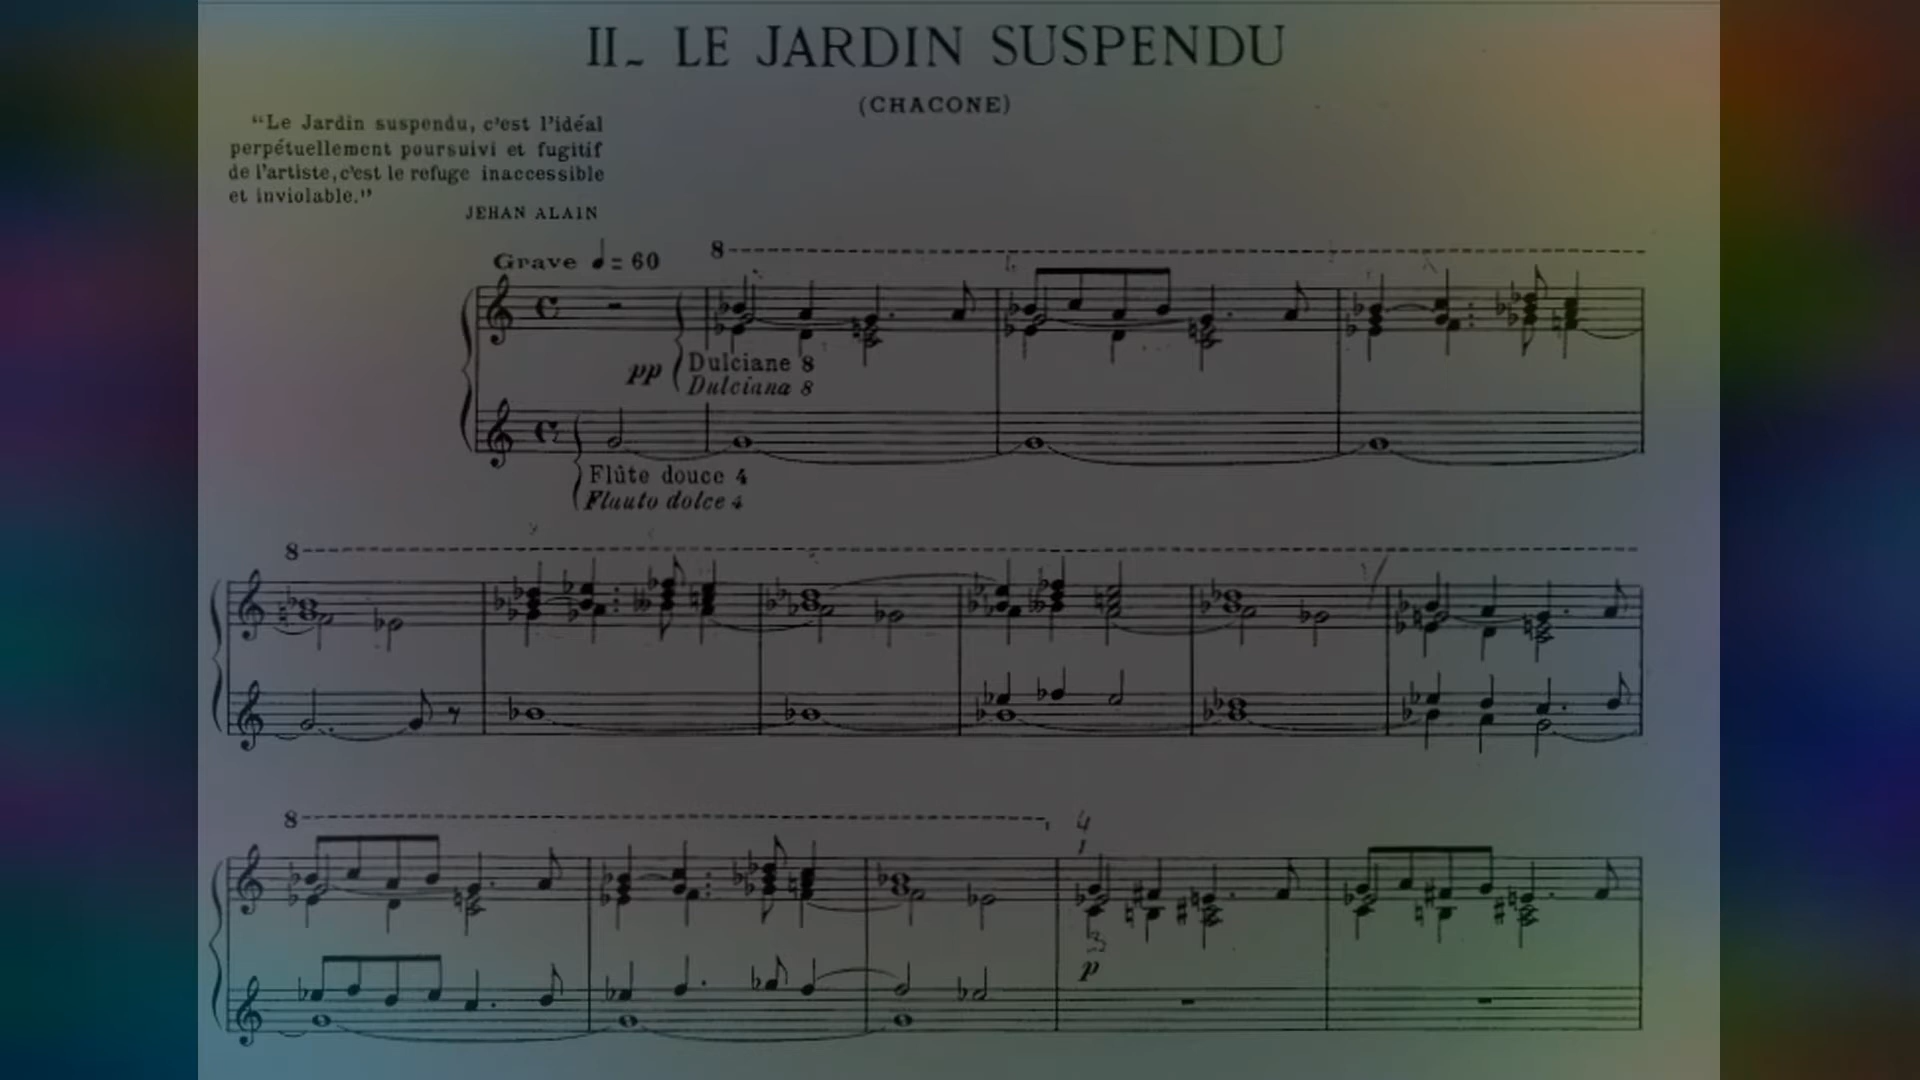 II. LE JARDIN SUSPENDU
(CHACONE)
“Le Jardin suspendu, c'est l'idéal
perpétuellement poursuivi et fugitif
de l'artiste, c'est le refuge inaccessible
et inviolable.”
JEHAN ALAIN
Grave ♩= 60
8
pp
Dulciane 8
Dulciana 8
Flûte douce 4
Flauto dolce 4
8
8
4
1
3
p